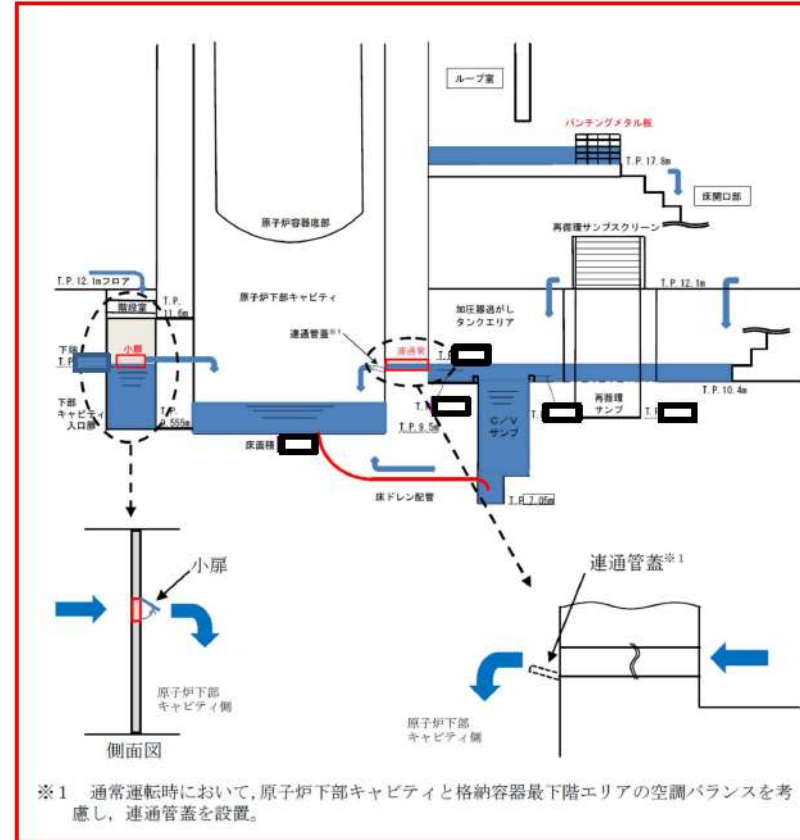 ループ室
パンチングメタル板
T.P.17.8m
床開口部
原子炉容器底部
再循環サンプスクリーン
T.P.12.1mフロア
T.P.12.1m
階段室
T.P.
11.6m
原子炉下部キャビティ
加圧器逃がし
タンクエリア
連通管蓋※1
連通管
小扉
下端
T.P.
T.P.10.4m
下部
キャビティ
入口扉
T.P.
9.555m
T.P.9.5m
C/V
サンプ
再循環
サンプ
床面積
床ドレン配管
T.P.7.05m
小扉
連通管蓋※1
原子炉下部
キャビティ側
原子炉下部
キャビティ側
側面図
※1 通常運転時において,原子炉下部キャビティと格納容器最下階エリアの空調バランスを考
慮し,連通管蓋を設置。